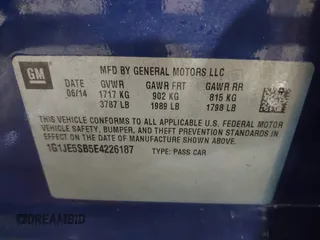 GM
MFD BY GENERAL MOTORS LLC
DATE GVWR GAWR FRT GAWR RR
06/14 1717 KG 902 KG 815 KG
3787 LB 1989 LB 1798 LB
THIS VEHICLE CONFORMS TO ALL APPLICABLE U.S. FEDERAL MOTOR
VEHICLE SAFETY, BUMPER, AND THEFT PREVENTION STANDARDS IN
EFFECT ON THE DATE OF MANUFACTURE SHOWN ABOVE.
1G1JE5SB5E4226187 TYPE: PASS CAR
© DREAMBID